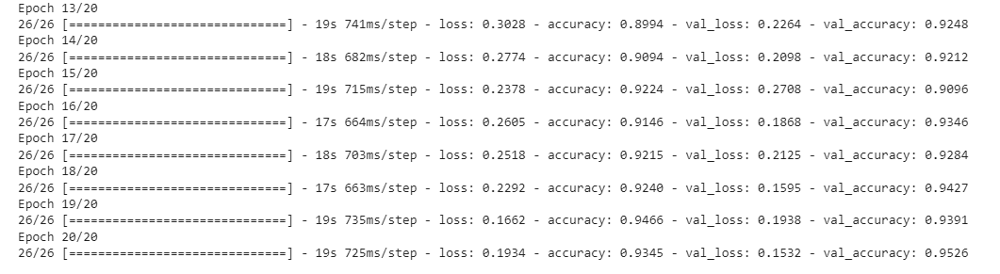 Epoch 13/20
26/26 [==============================] - 19s 741ms/step - loss: 0.3028 - accuracy: 0.8994 - val_loss: 0.2264 - val_accuracy: 0.9248
Epoch 14/20
26/26 [==============================] - 18s 682ms/step - loss: 0.2774 - accuracy: 0.9094 - val_loss: 0.2098 - val_accuracy: 0.9212
Epoch 15/20
26/26 [==============================] - 19s 715ms/step - loss: 0.2378 - accuracy: 0.9224 - val_loss: 0.2708 - val_accuracy: 0.9096
Epoch 16/20
26/26 [==============================] - 17s 664ms/step - loss: 0.2605 - accuracy: 0.9146 - val_loss: 0.1868 - val_accuracy: 0.9346
Epoch 17/20
26/26 [==============================] - 18s 703ms/step - loss: 0.2518 - accuracy: 0.9215 - val_loss: 0.2125 - val_accuracy: 0.9284
Epoch 18/20
26/26 [==============================] - 17s 663ms/step - loss: 0.2292 - accuracy: 0.9240 - val_loss: 0.1595 - val_accuracy: 0.9427
Epoch 19/20
26/26 [==============================] - 19s 735ms/step - loss: 0.1662 - accuracy: 0.9466 - val_loss: 0.1938 - val_accuracy: 0.9391
Epoch 20/20
26/26 [==============================] - 19s 725ms/step - loss: 0.1934 - accuracy: 0.9345 - val_loss: 0.1532 - val_accuracy: 0.9526